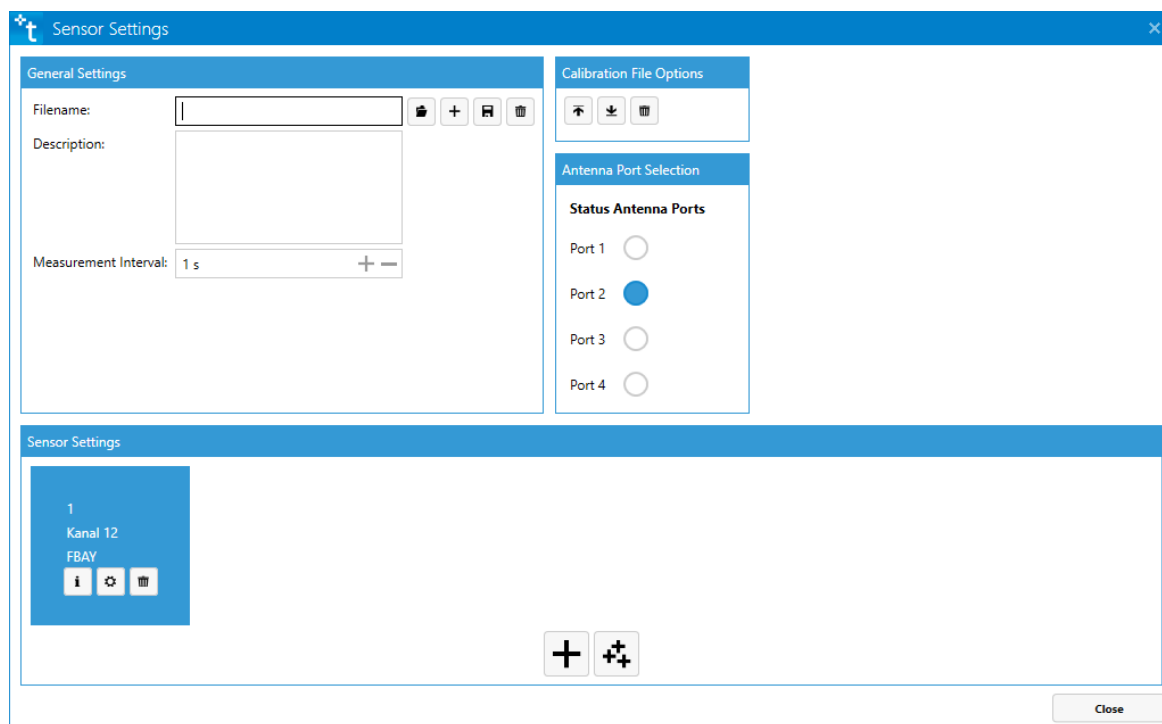 Sensor Settings
General Settings
Filename:
Description:
Measurement Interval: 1 s
Calibration File Options
Antenna Port Selection
Status Antenna Ports
Port 1
Port 2
Port 3
Port 4
Sensor Settings
1
Kanal 12
FBAY
Close